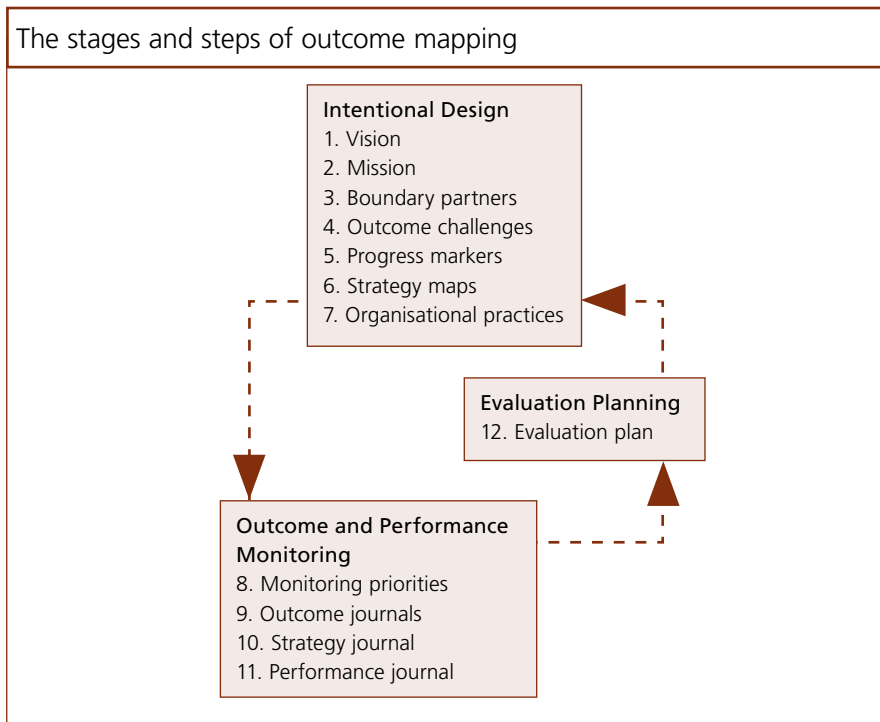 The stages and steps of outcome mapping
Intentional Design
1. Vision
2. Mission
3. Boundary partners
4. Outcome challenges
5. Progress markers
6. Strategy maps
7. Organisational practices
Evaluation Planning
12. Evaluation plan
Outcome and Performance
Monitoring
8. Monitoring priorities
9. Outcome journals
10. Strategy journal
11. Performance journal